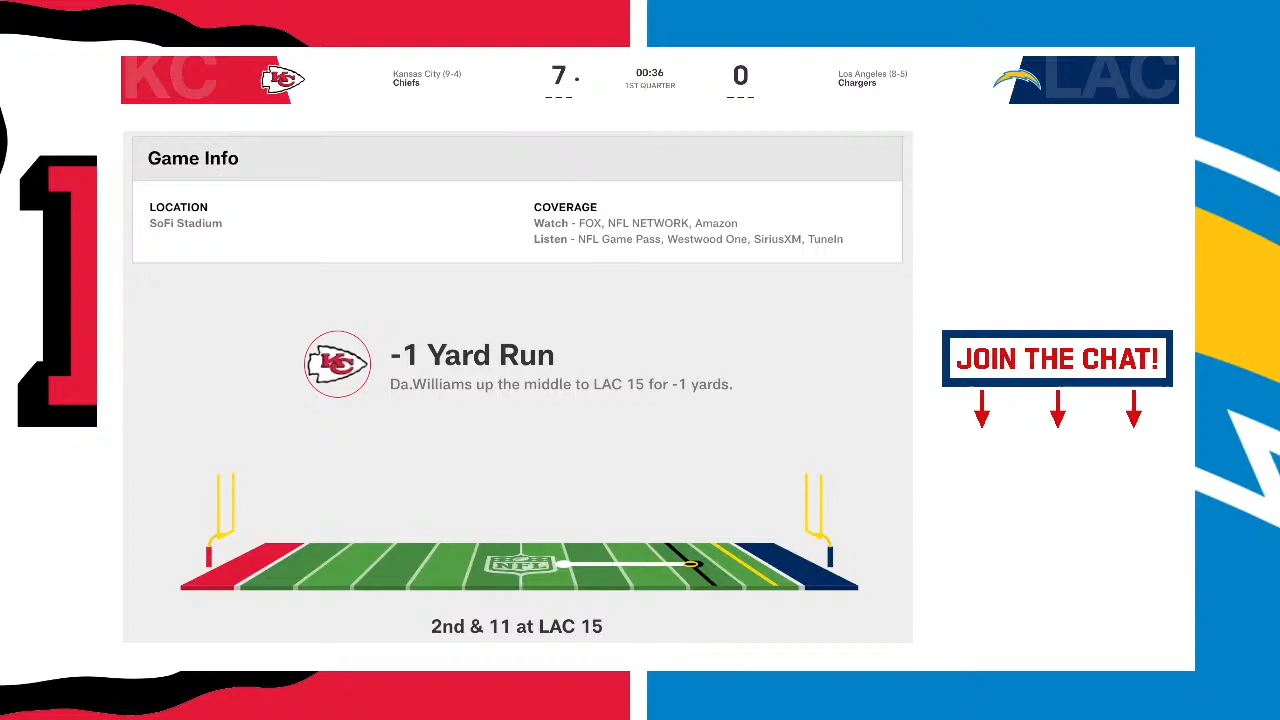 KC
KC
Kansas City (9-4)
Chiefs
7
00:36
1ST QUARTER
0
Los Angeles (8-5)
Chargers
LAC
Game Info
LOCATION
SoFi Stadium
COVERAGE
Watch - FOX, NFL NETWORK, Amazon
Listen - NFL Game Pass, Westwood One, SiriusXM, TuneIn
KC
-1 Yard Run
Da.Williams up the middle to LAC 15 for -1 yards.
JOIN THE CHAT!
NFL
2nd & 11 at LAC 15